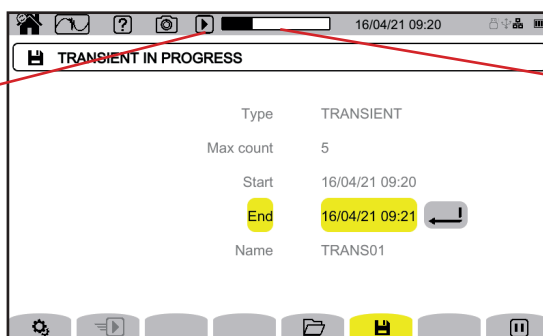 ? 16/04/21 09:20
TRANSIENT IN PROGRESS
Type TRANSIENT
Max count 5
Start 16/04/21 09:20
End 16/04/21 09:21
Name TRANS01